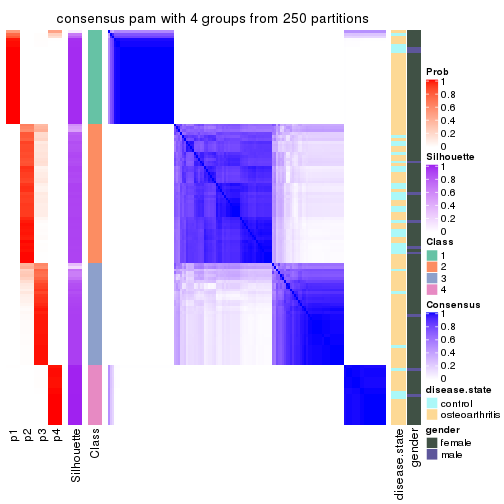 consensus pam with 4 groups from 250 partitions
Prob
1
0.8
0.6
0.4
0.2
0
Silhouette
1
0.8
0.6
0.4
0.2
0
Class
1
2
3
4
Consensus
1
0.8
0.6
0.4
0.2
0
disease.state
control
osteoarthritis
gender
female
male
p1
p2
p3
p4
Silhouette
Class
disease.state
gender